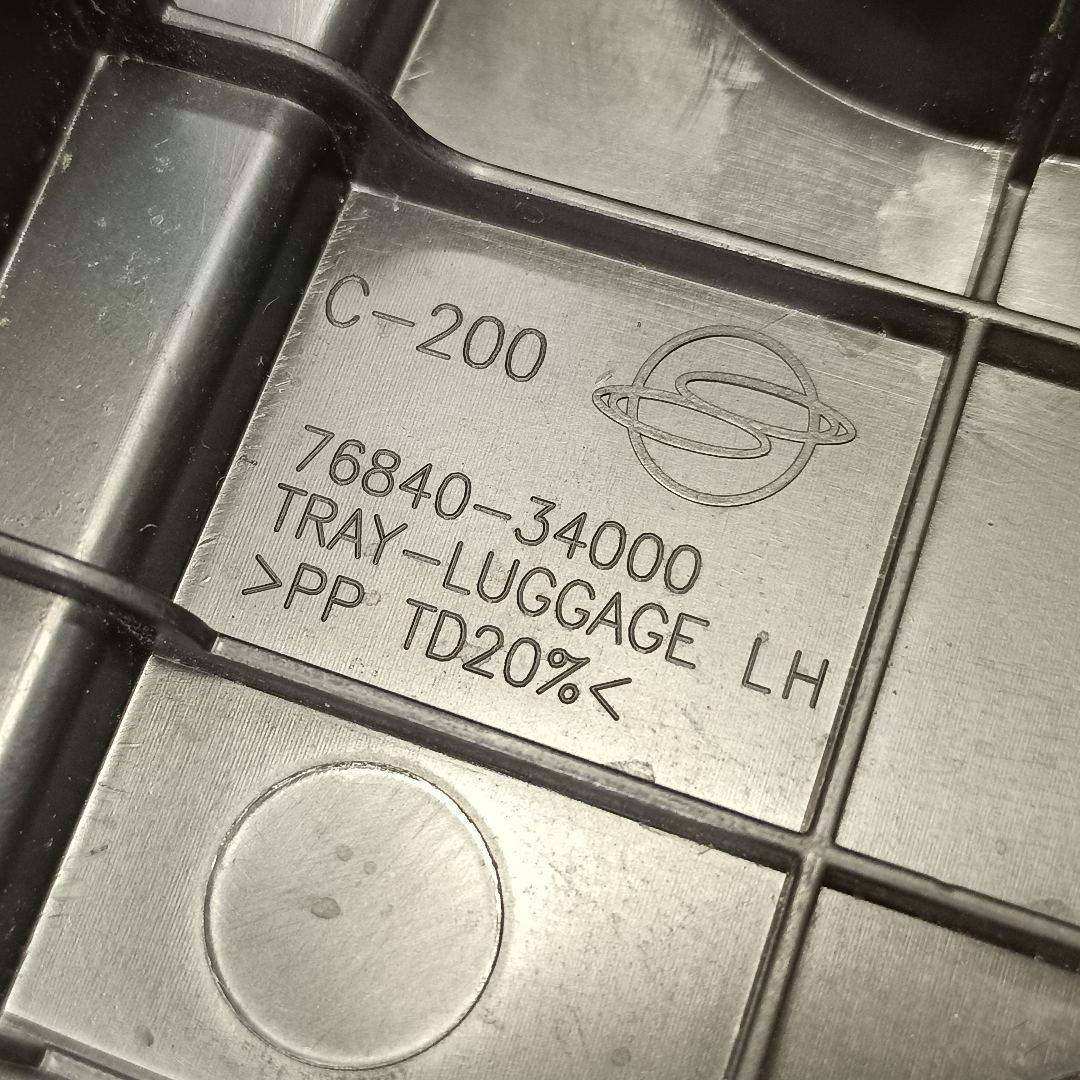 C-200
76840-34000
TRAY-LUGGAGE LH
>PP TD20%<